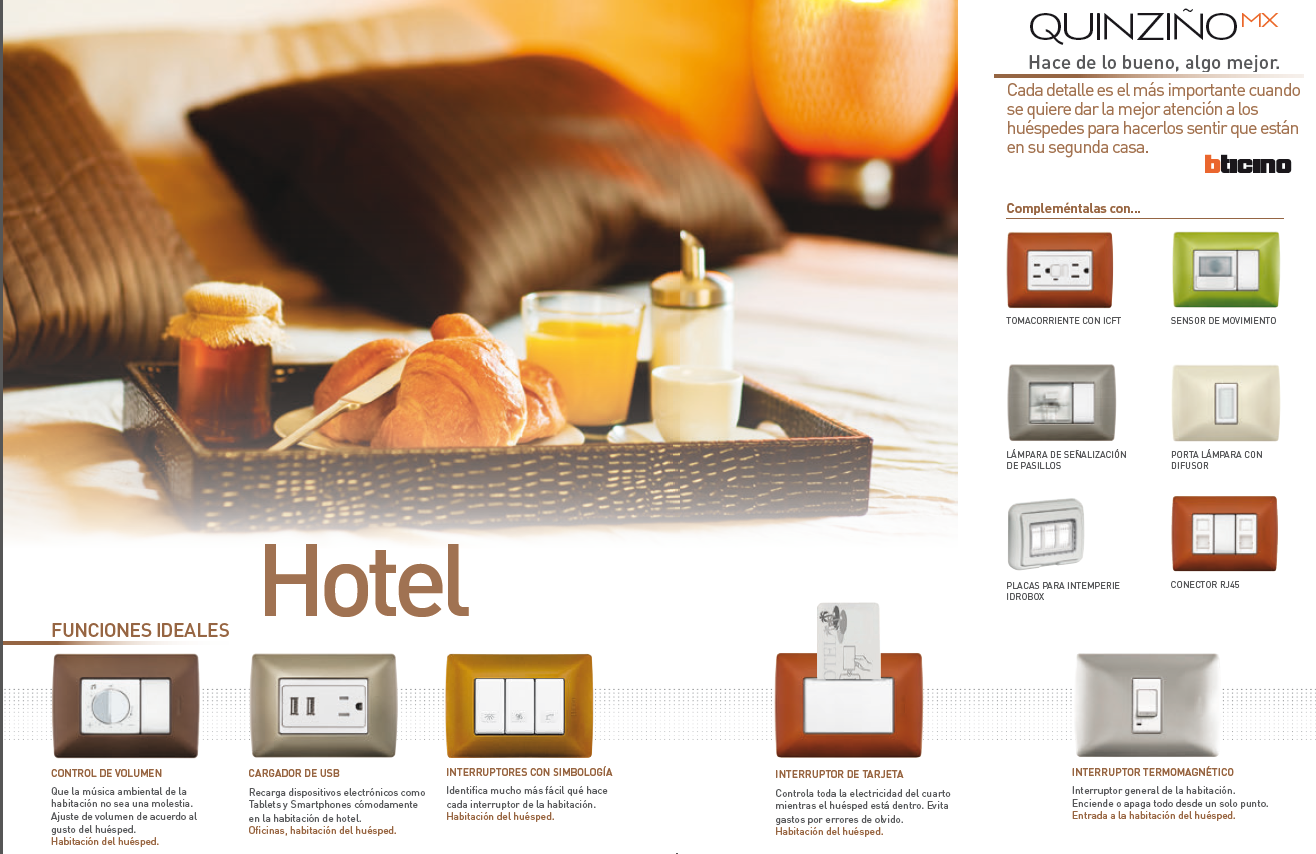 QUINZIÑO MX
Hace de lo bueno, algo mejor.
Cada detalle es el más importante cuando
se quiere dar la mejor atención a los
huéspedes para hacerlos sentir que están
en su segunda casa.
bticino
Compleméntalas con...
TOMACORRIENTE CON ICFT
SENSOR DE MOVIMIENTO
LÁMPARA DE SEÑALIZACIÓN
DE PASILLOS
PORTA LÁMPARA CON
DIFUSOR
PLACAS PARA INTEMPERIE
IDROBOX
CONECTOR RJ45
Hotel
FUNCIONES IDEALES
HOTEL
CONTROL DE VOLUMEN
Que la música ambiental de la
habitación no sea una molestia.
Ajuste de volumen de acuerdo al
gusto del huésped.
Habitación del huésped.
CARGADOR DE USB
Recarga dispositivos electrónicos como
Tablets y Smartphones cómodamente
en la habitación de hotel.
Oficinas, habitación del huésped.
INTERRUPTORES CON SIMBOLOGÍA
Identifica mucho más fácil qué hace
cada interruptor de la habitación.
Habitación del huésped.
INTERRUPTOR DE TARJETA
Controla toda la electricidad del cuarto
mientras el huésped está dentro. Evita
gastos por errores de olvido.
Habitación del huésped.
INTERRUPTOR TERMOMAGNÉTICO
Interruptor general de la habitación.
Enciende o apaga todo desde un solo punto.
Entrada a la habitación del huésped.